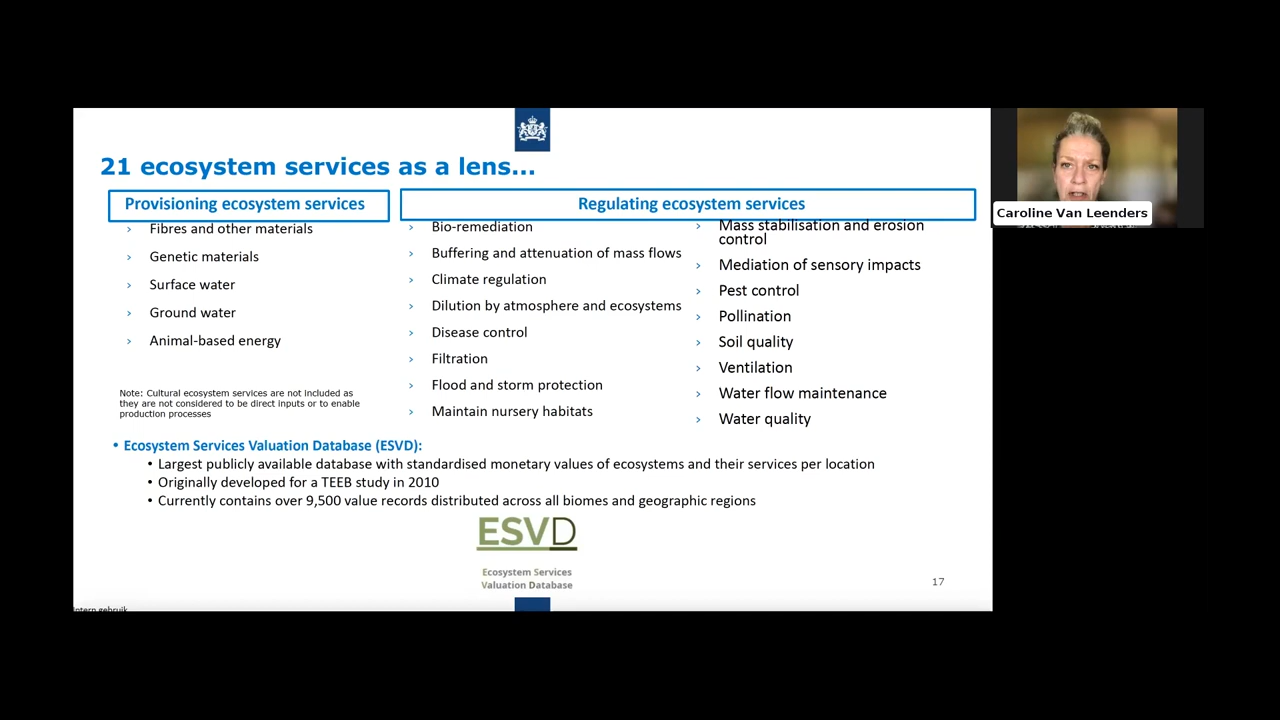 21 ecosystem services as a lens...
Provisioning ecosystem services
› Fibres and other materials
› Genetic materials
› Surface water
› Ground water
› Animal-based energy
Note: Cultural ecosystem services are not included as
they are not considered to be direct inputs or to enable
production processes
Regulating ecosystem services
› Bio-remediation
› Buffering and attenuation of mass flows
› Climate regulation
› Dilution by atmosphere and ecosystems
› Disease control
› Filtration
› Flood and storm protection
› Maintain nursery habitats
› Mass stabilisation and erosion
control
› Mediation of sensory impacts
› Pest control
› Pollination
› Soil quality
› Ventilation
› Water flow maintenance
› Water quality
• Ecosystem Services Valuation Database (ESVD):
• Largest publicly available database with standardised monetary values of ecosystems and their services per location
• Originally developed for a TEEB study in 2010
• Currently contains over 9,500 value records distributed across all biomes and geographic regions
ESVD
Ecosystem Services
Valuation Database
17
Intern gebruik
Caroline Van Leenders